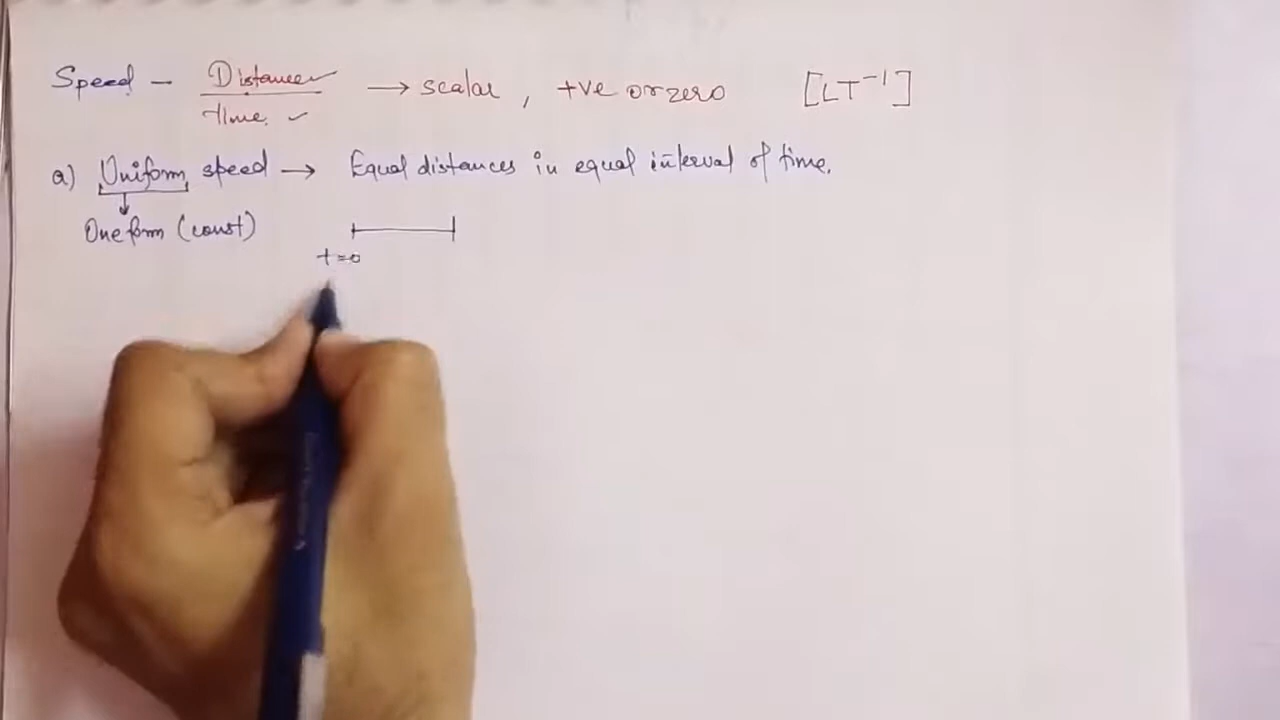 Speed - Distance → scalar, +ve or zero [LT⁻¹]
Time
a) Uniform speed → Equal distances in equal interval of time.
One form (const)
t=0